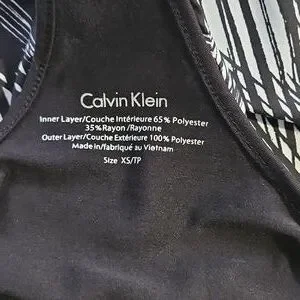 Calvin Klein
Inner Layer/Couche Intérieure 65% Polyester
35% Rayon/Rayonne
Outer Layer/Couche Extérieure 100% Polyester
Made in/fabriqué au Vietnam
Size XS/TP